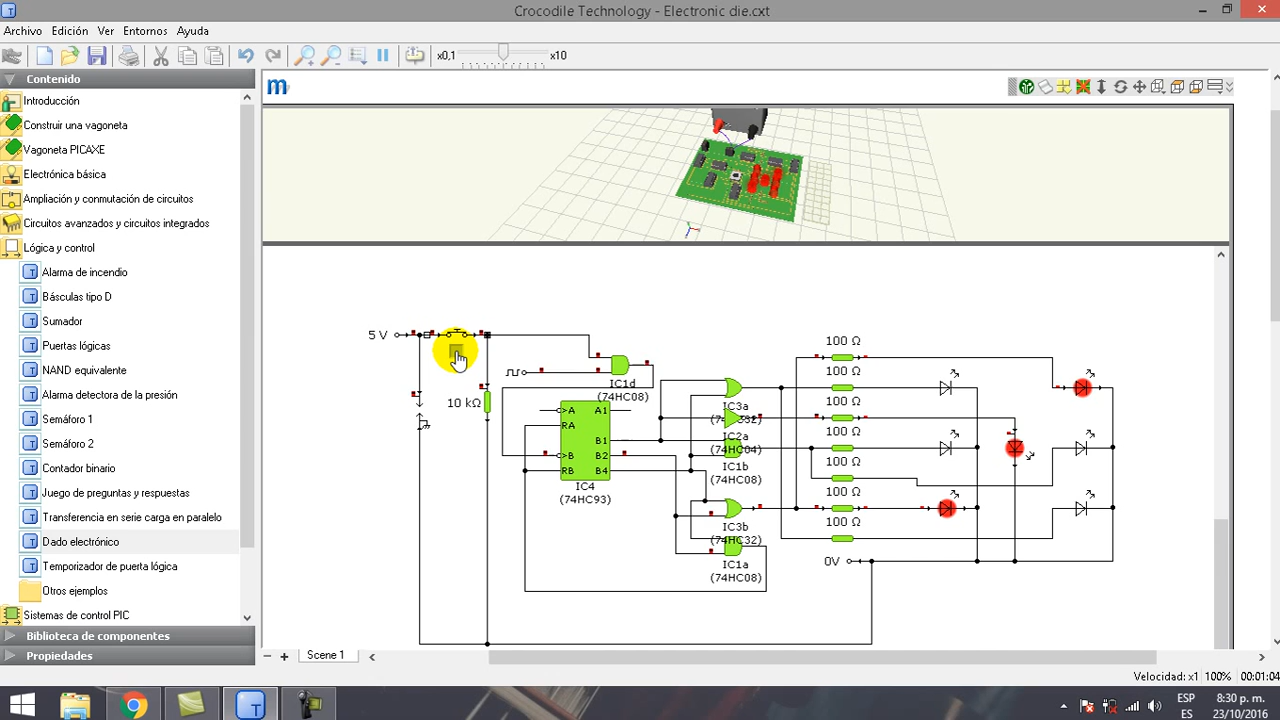 Crocodile Technology - Electronic die.cxt
Archivo Edición Ver Entornos Ayuda
x0,1 x10
Contenido
m
Introducción
Construir una vagoneta
Vagoneta PICAXE
Electrónica básica
Ampliación y conmutación de circuitos
Circuitos avanzados y circuitos integrados
Lógica y control
Alarma de incendio
Básculas tipo D
Sumador
Puertas lógicas
NAND equivalente
Alarma detectora de la posición
Semáforo 1
Semáforo 2
Contador binario
Juego de preguntas y respuestas
Transferencia en serie carga en paralelo
Dado electrónico
Temporizador de puerta lógica
Otros ejemplos
Sistemas de control PIC
Biblioteca de componentes
Propiedades
5 V
10 kΩ
IC1d
(74HC08)
>A A1
RA
B1
>B B2
RB B4
IC4
(74HC93)
IC3a
IC2a
(74HC04)
IC1b
(74HC08)
IC3b
(74HC32)
IC1a
(74HC08)
100 Ω
100 Ω
100 Ω
100 Ω
100 Ω
100 Ω
100 Ω
0V
Scene 1
Velocidad: x1 100% 00:01:04
ESP
ES
8:30 p. m.
23/10/2016